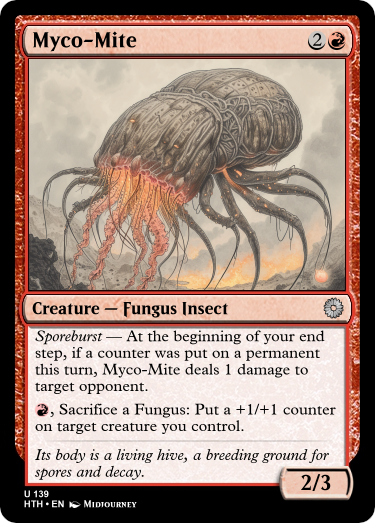 Myco-Mite 2
Creature — Fungus Insect
Sporeburst — At the beginning of your end
step, if a counter was put on a permanent
this turn, Myco-Mite deals 1 damage to
target opponent.
, Sacrifice a Fungus: Put a +1/+1 counter
on target creature you control.
Its body is a living hive, a breeding ground for
spores and decay.
2/3
U 139
HTH • EN Midjourney